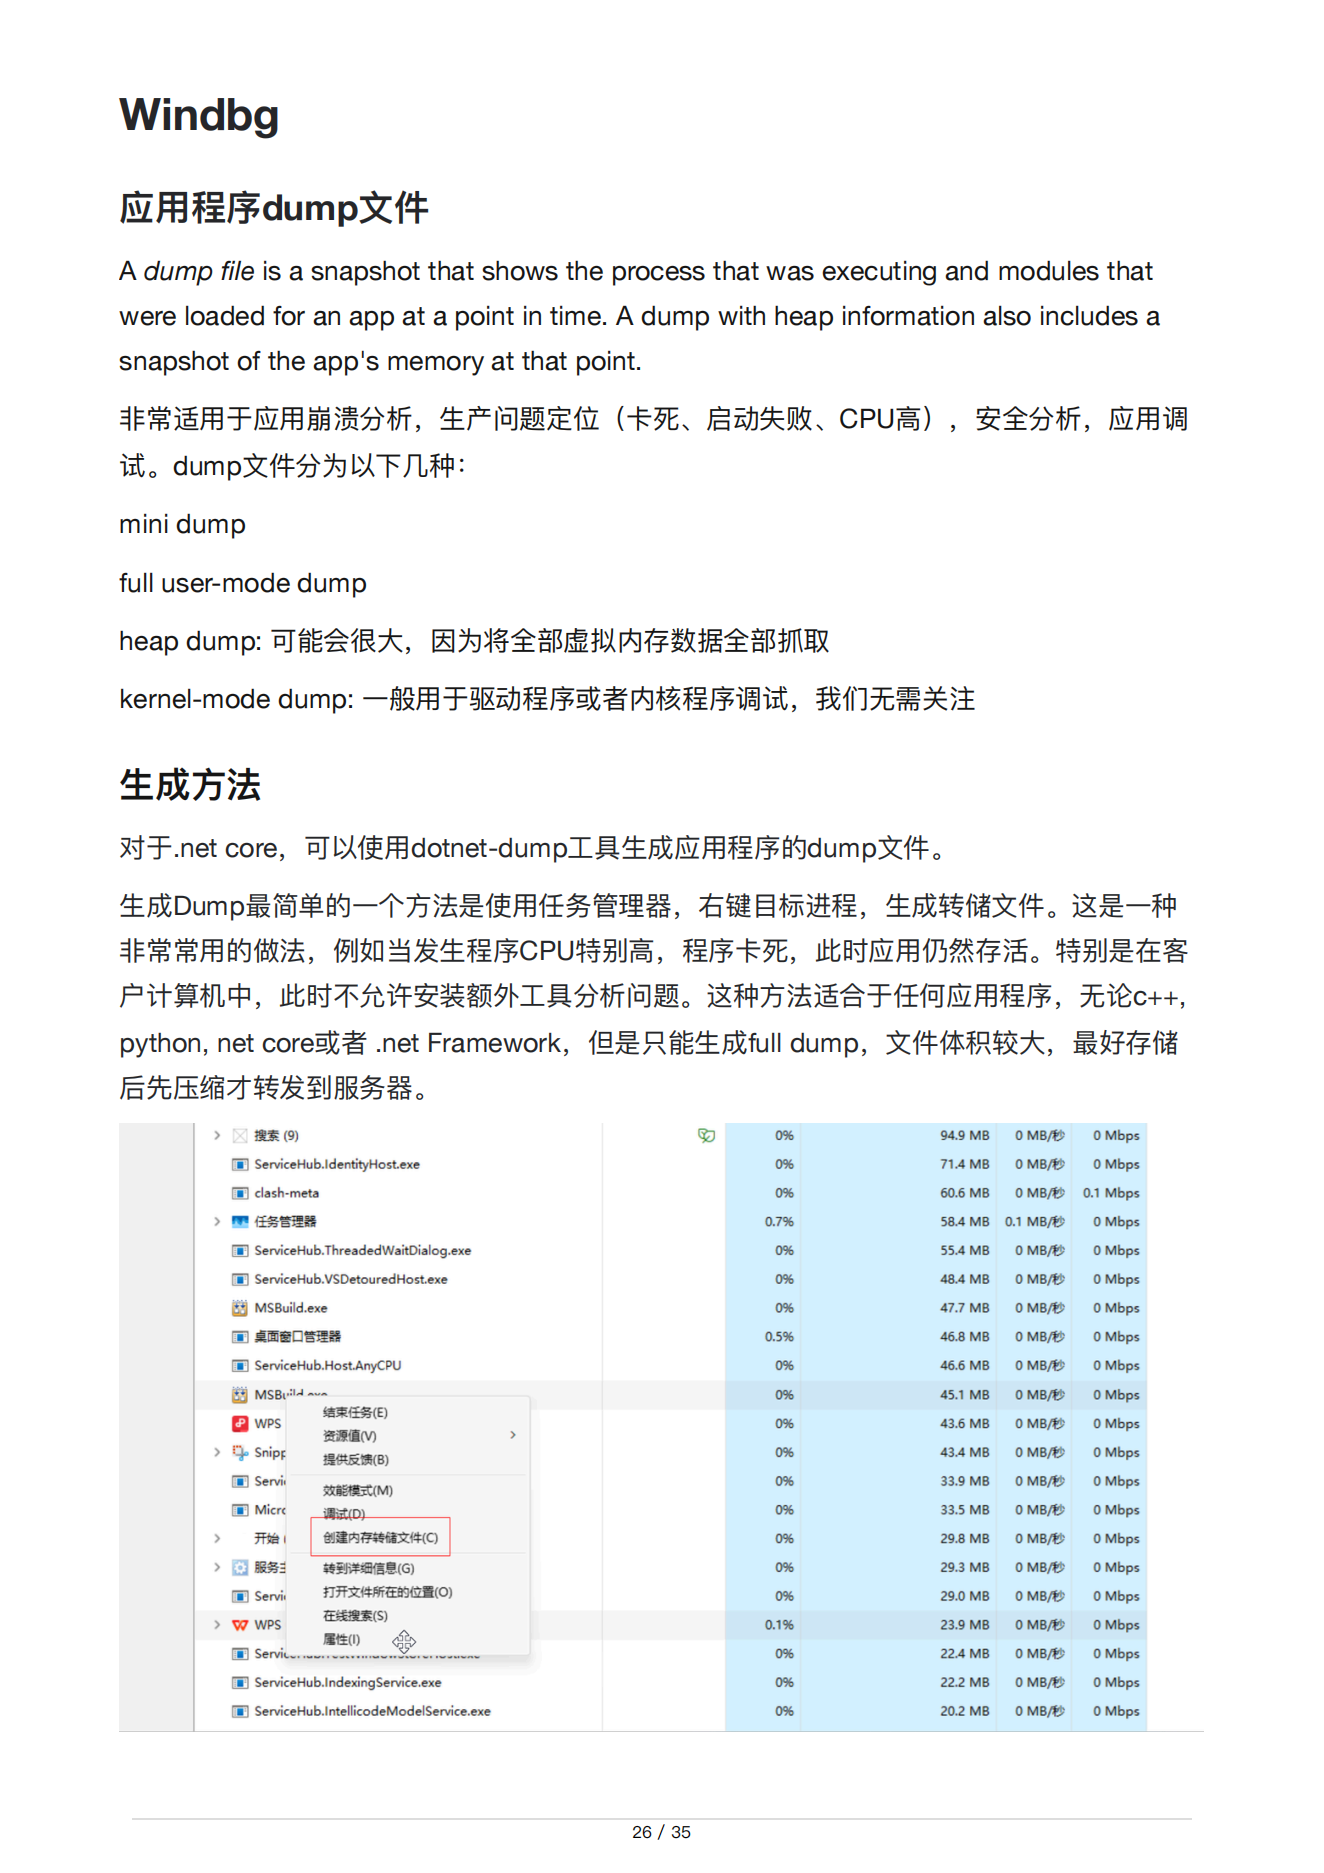 Windbg
应用程序dump文件
A dump file is a snapshot that shows the process that was executing and modules that
were loaded for an app at a point in time. A dump with heap information also includes a
snapshot of the app's memory at that point.
非常适用于应用崩溃分析，生产问题定位（卡死、启动失败、CPU高），安全分析，应用调
试。dump文件分为以下几种：
mini dump
full user-mode dump
heap dump: 可能会很大，因为将全部虚拟内存数据全部抓取
kernel-mode dump: 一般用于驱动程序或者内核程序调试，我们无需关注
生成方法
对于.net core，可以使用dotnet-dump工具生成应用程序的dump文件。
生成Dump最简单的一个方法是使用任务管理器，右键目标进程，生成转储文件。这是一种
非常常用的做法，例如当发生程序CPU特别高，程序卡死，此时应用仍然存活。特别是在客
户计算机中，此时不允许安装额外工具分析问题。这种方法适合于任何应用程序，无论c++,
python, net core或者 .net Framework，但是只能生成full dump，文件体积较大，最好存储
后先压缩才转发到服务器。
搜索 (9) 0% 94.9 MB 0 MB/秒 0 Mbps
ServiceHub.IdentityHost.exe 0% 71.4 MB 0 MB/秒 0 Mbps
clash-meta 0% 60.6 MB 0 MB/秒 0.1 Mbps
任务管理器 0.7% 58.4 MB 0.1 MB/秒 0 Mbps
ServiceHub.ThreadedWaitDialog.exe 0% 55.4 MB 0 MB/秒 0 Mbps
ServiceHub.VSDetouredHost.exe 0% 48.4 MB 0 MB/秒 0 Mbps
MSBuild.exe 0% 47.7 MB 0 MB/秒 0 Mbps
桌面窗口管理器 0.5% 46.8 MB 0 MB/秒 0 Mbps
ServiceHub.Host.AnyCPU 0% 46.6 MB 0 MB/秒 0 Mbps
MSBuild.exe 0% 45.1 MB 0 MB/秒 0 Mbps
WPS 0% 43.6 MB 0 MB/秒 0 Mbps
Snipp 0% 43.4 MB 0 MB/秒 0 Mbps
Servi 0% 33.9 MB 0 MB/秒 0 Mbps
Micro 0% 33.5 MB 0 MB/秒 0 Mbps
开始 0% 29.8 MB 0 MB/秒 0 Mbps
服务主 0% 29.3 MB 0 MB/秒 0 Mbps
Servi 0% 29.0 MB 0 MB/秒 0 Mbps
WPS 0.1% 23.9 MB 0 MB/秒 0 Mbps
0% 22.4 MB 0 MB/秒 0 Mbps
ServiceHub.IndexingService.exe 0% 22.2 MB 0 MB/秒 0 Mbps
ServiceHub.IntellicodeModelService.exe 0% 20.2 MB 0 MB/秒 0 Mbps
结束任务(E)
资源值(V)
提供反馈(B)
效能模式(M)
调试(D)
创建内存转储文件(C)
转到详细信息(G)
打开文件所在的位置(O)
在线搜索(S)
属性(I)
26 / 35